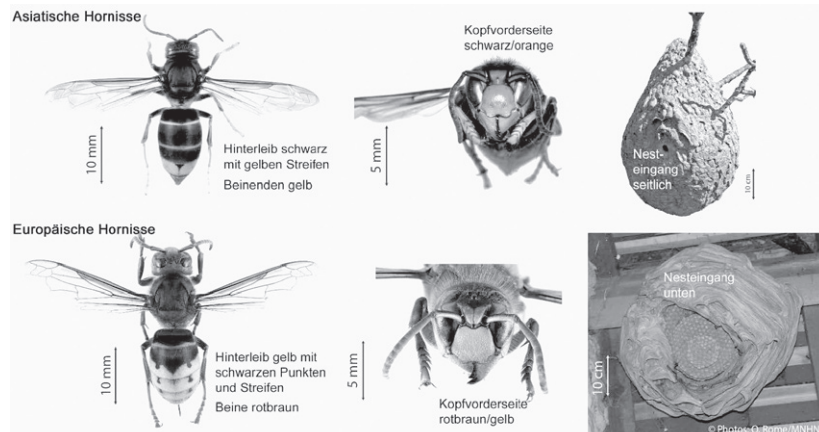 Asiatische Hornisse
Kopfvorderseite
schwarz/orange
10 mm
Hinterleib schwarz
mit gelben Streifen
Beinenden gelb
5 mm
Nest-
eingang
seitlich
10 cm
Europäische Hornisse
10 mm
Hinterleib gelb mit
schwarzen Punkten
und Streifen
Beine rotbraun
5 mm
Kopfvorderseite
rotbraun/gelb
Nesteingang
unten
10 cm
© Photos: Q. Rome/MNHN